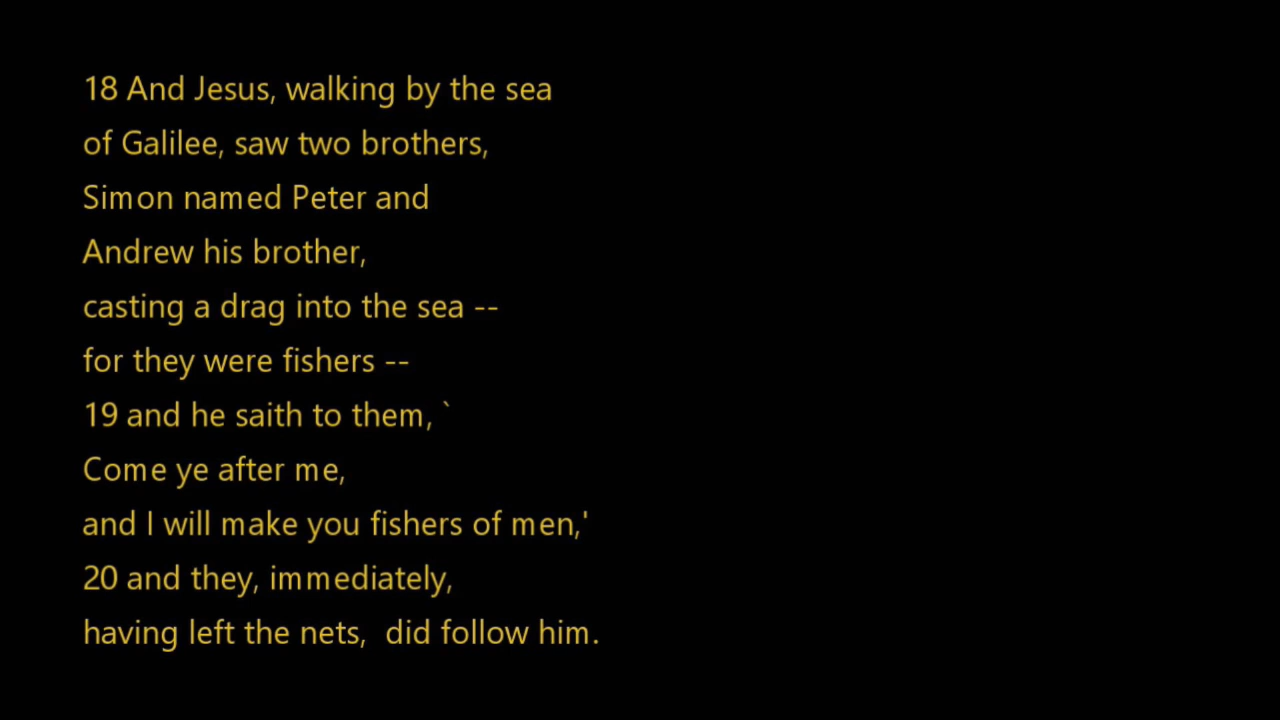 18 And Jesus, walking by the sea
of Galilee, saw two brothers,
Simon named Peter and
Andrew his brother,
casting a drag into the sea --
for they were fishers --
19 and he saith to them, `
Come ye after me,
and I will make you fishers of men,'
20 and they, immediately,
having left the nets,  did follow him.